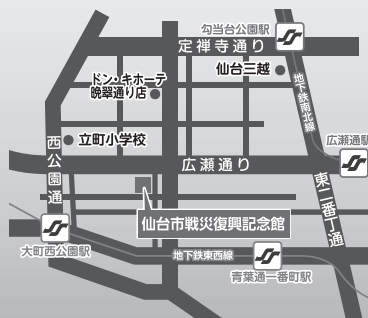 勾当台公園駅
定禅寺通り
仙台三越
ドン・キホーテ
晩翠通り店
地下鉄南北線
立町小学校
広瀬通駅
西公園通
広瀬通り
東二番丁通
仙台市戦災復興記念館
大町西公園駅
地下鉄東西線
青葉通一番町駅